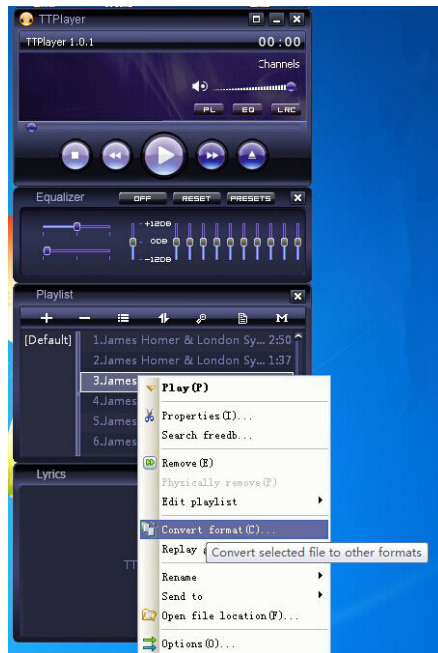 TTPlayer
TTPlayer 1.0.1 00:00
Channels
PL EQ LRC
Equalizer OFF RESET PRESETS
+12DB
0DB
-12DB
Playlist
M
[Default] 1.James Homer & London Sy... 2:50
2.James Homer & London Sy... 1:37
3.James
4.James
5.James
6.James
Play(P)
Properties(I)...
Search freedb...
Remove(E)
Physically remove(P)
Edit playlist
Convert format(C)...
Replay
Convert selected file to other formats
Rename
Send to
Open file location(F)...
Options(O)...
Lyrics
TT